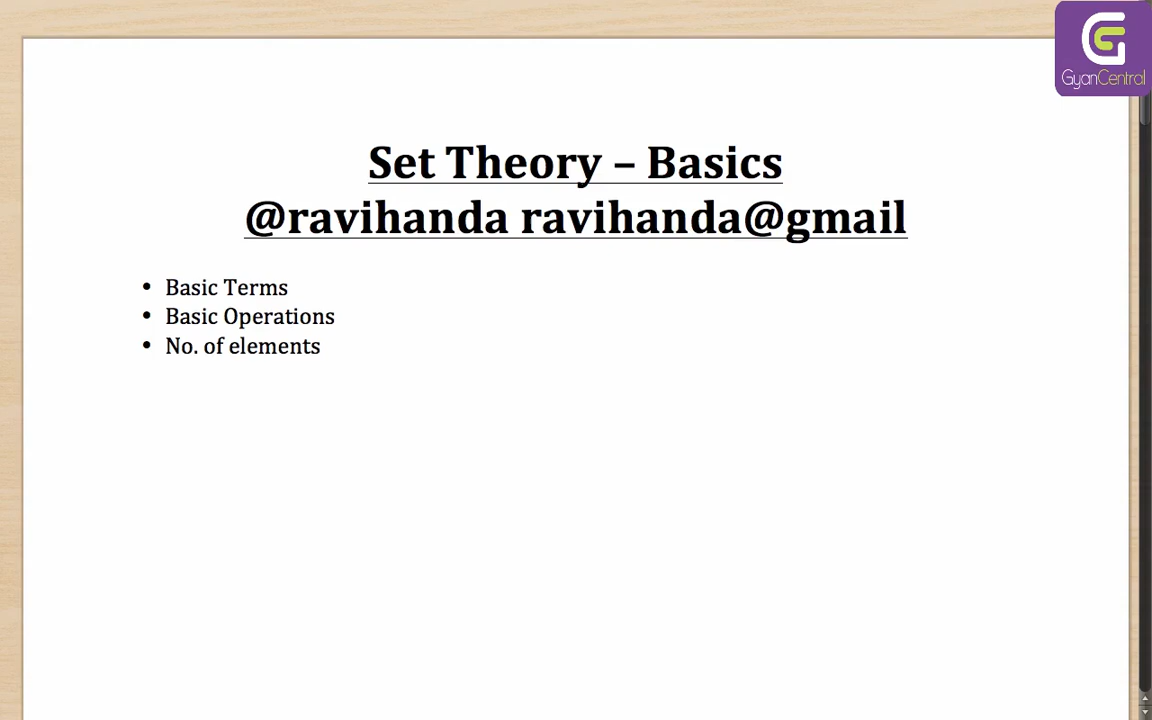 GyanCentral
Set Theory – Basics
@ravihanda ravihanda@gmail
• Basic Terms
• Basic Operations
• No. of elements